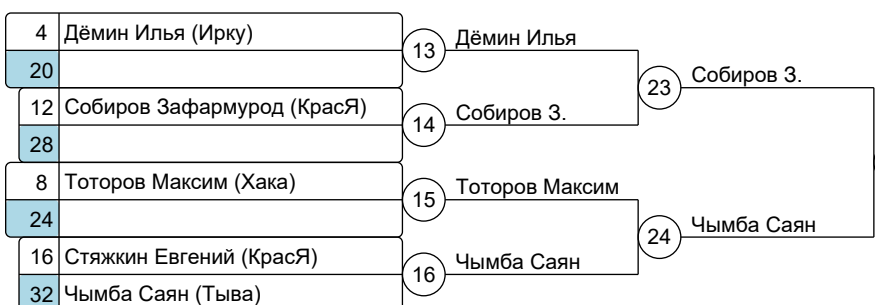 4 Дёмин Илья (Ирку)
20
12 Собиров Зафармурод (КрасЯ)
28
8 Тоторов Максим (Хака)
24
16 Стяжкин Евгений (КрасЯ)
32 Чымба Саян (Тыва)
13 Дёмин Илья
14 Собиров З.
15 Тоторов Максим
16 Чымба Саян
23 Собиров З.
24 Чымба Саян